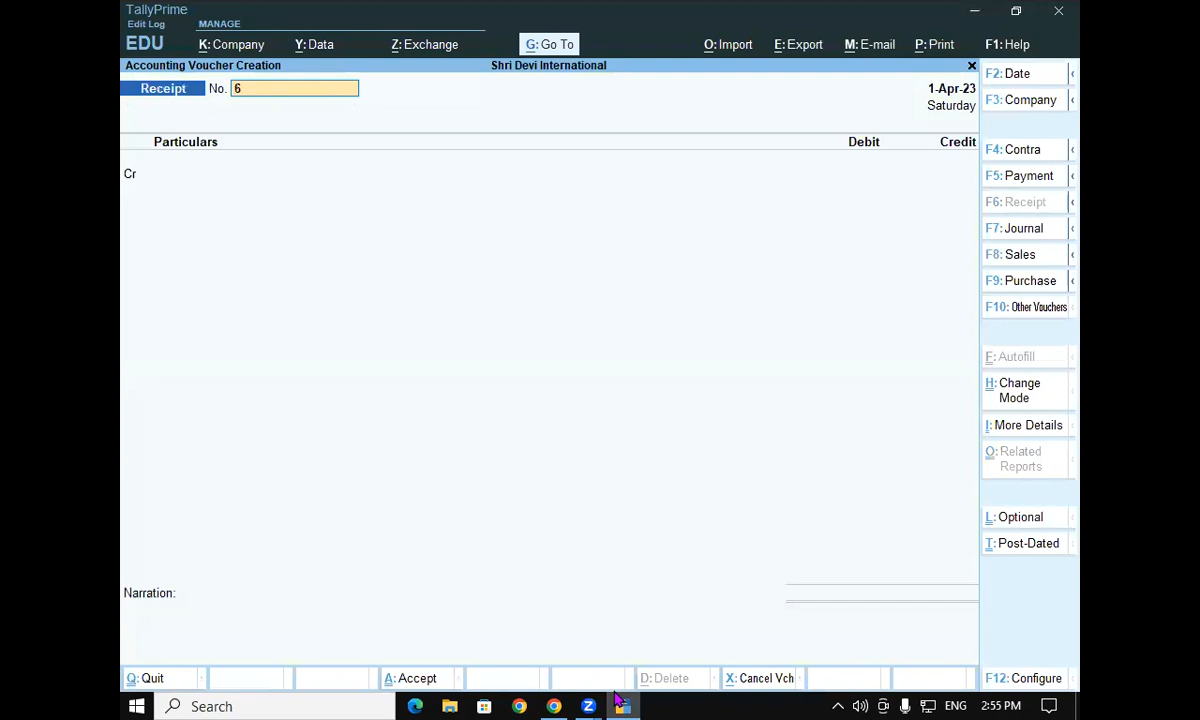 TallyPrime
Edit Log
MANAGE
EDU
K: Company
Y: Data
Z: Exchange
G: Go To
O: Import
E: Export
M: E-mail
P: Print
F1: Help
Accounting Voucher Creation
Shri Devi International
Receipt No. 6
1-Apr-23
Saturday
Particulars
Debit
Credit
Cr
Narration:
F2: Date
F3: Company
F4: Contra
F5: Payment
F6: Receipt
F7: Journal
F8: Sales
F9: Purchase
F10: Other Vouchers
F: Autofill
H: Change
Mode
I: More Details
O: Related
Reports
L: Optional
T: Post-Dated
Q: Quit
A: Accept
D: Delete
X: Cancel Vch
F12: Configure
Search
ENG
2:55 PM